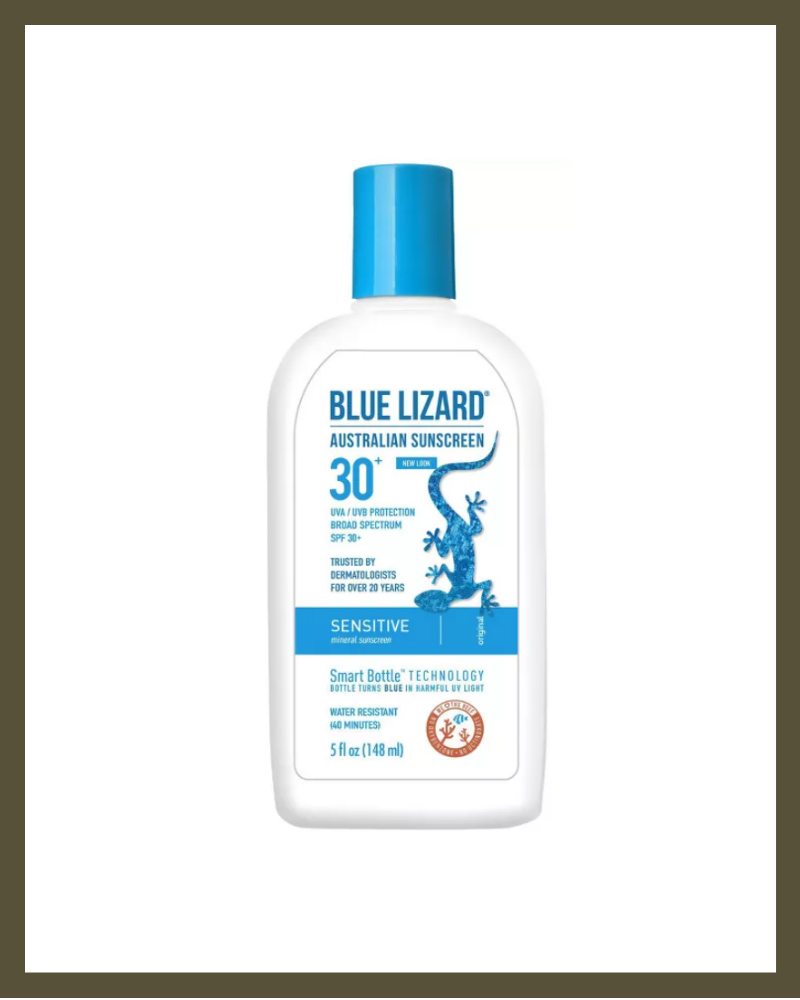 BLUE LIZARD®
AUSTRALIAN SUNSCREEN
30+
NEW LOOK
UVA / UVB PROTECTION
BROAD SPECTRUM
SPF 30+
TRUSTED BY
DERMATOLOGISTS
FOR OVER 20 YEARS
SENSITIVE
mineral sunscreen
original
Smart Bottle™ TECHNOLOGY
BOTTLE TURNS BLUE IN HARMFUL UV LIGHT
WATER RESISTANT
(40 MINUTES)
5 fl oz (148 ml)